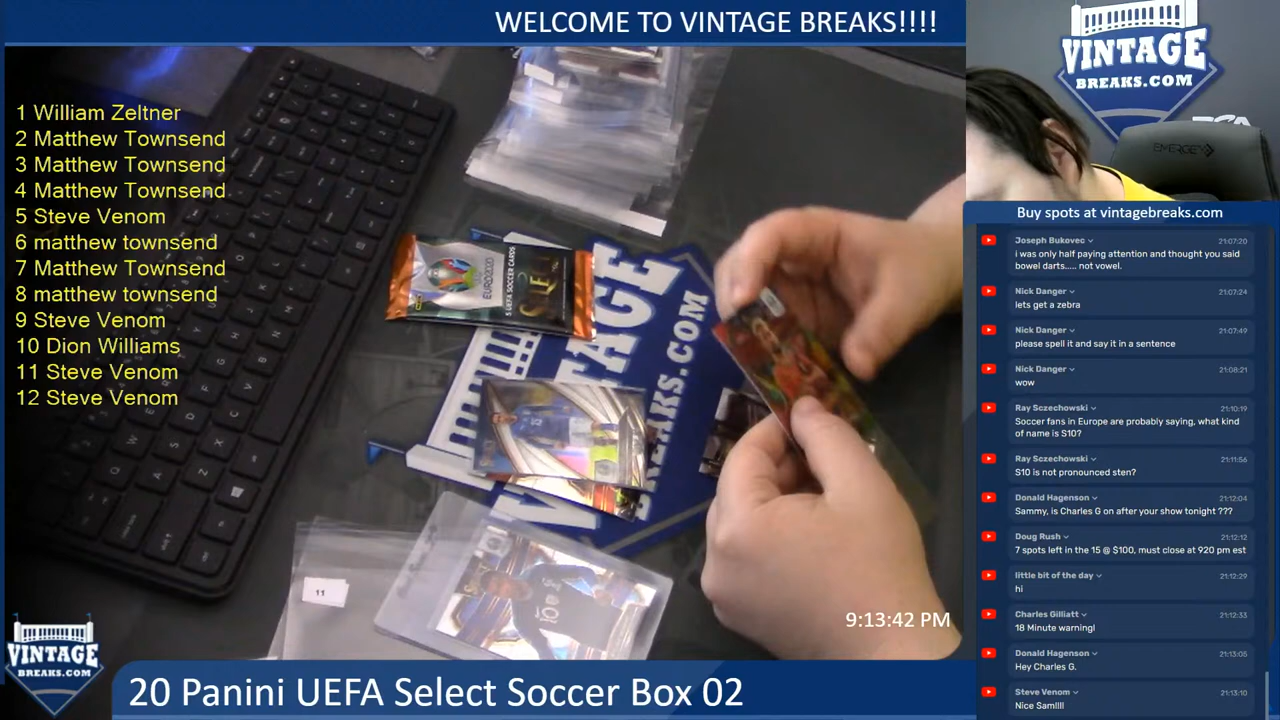 WELCOME TO VINTAGE BREAKS!!!!
VINTAGE
BREAKS.COM
EMERGE
1 William Zeltner
2 Matthew Townsend
3 Matthew Townsend
4 Matthew Townsend
5 Steve Venom
6 matthew townsend
7 Matthew Townsend
8 matthew townsend
9 Steve Venom
10 Dion Williams
11 Steve Venom
12 Steve Venom
EURO2020
5 UEFA SOCCER CARDS
VINTAGE
BREAKS.COM
11
10
9:13:42 PM
Buy spots at vintagebreaks.com
Joseph Bukovec 21:07:20
i was only half paying attention and thought you said
bowel darts..... not vowel.
Nick Danger 21:07:24
lets get a zebra
Nick Danger 21:07:49
please spell it and say it in a sentence
Nick Danger 21:08:21
wow
Ray Sczechowski 21:10:19
Soccer fans in Europe are probably saying, what kind
of name is S10?
Ray Sczechowski 21:11:56
S10 is not pronounced sten?
Donald Hagenson 21:12:04
Sammy, is Charles G on after your show tonight ???
Doug Rush 21:12:12
7 spots left in the 15 @ $100, must close at 920 pm est
little bit of the day 21:12:29
hi
Charles Gilliatt 21:12:33
18 Minute warning!
Donald Hagenson 21:13:05
Hey Charles G.
Steve Venom 21:13:10
Nice Sam!!!!
VINTAGE
BREAKS.COM
20 Panini UEFA Select Soccer Box 02